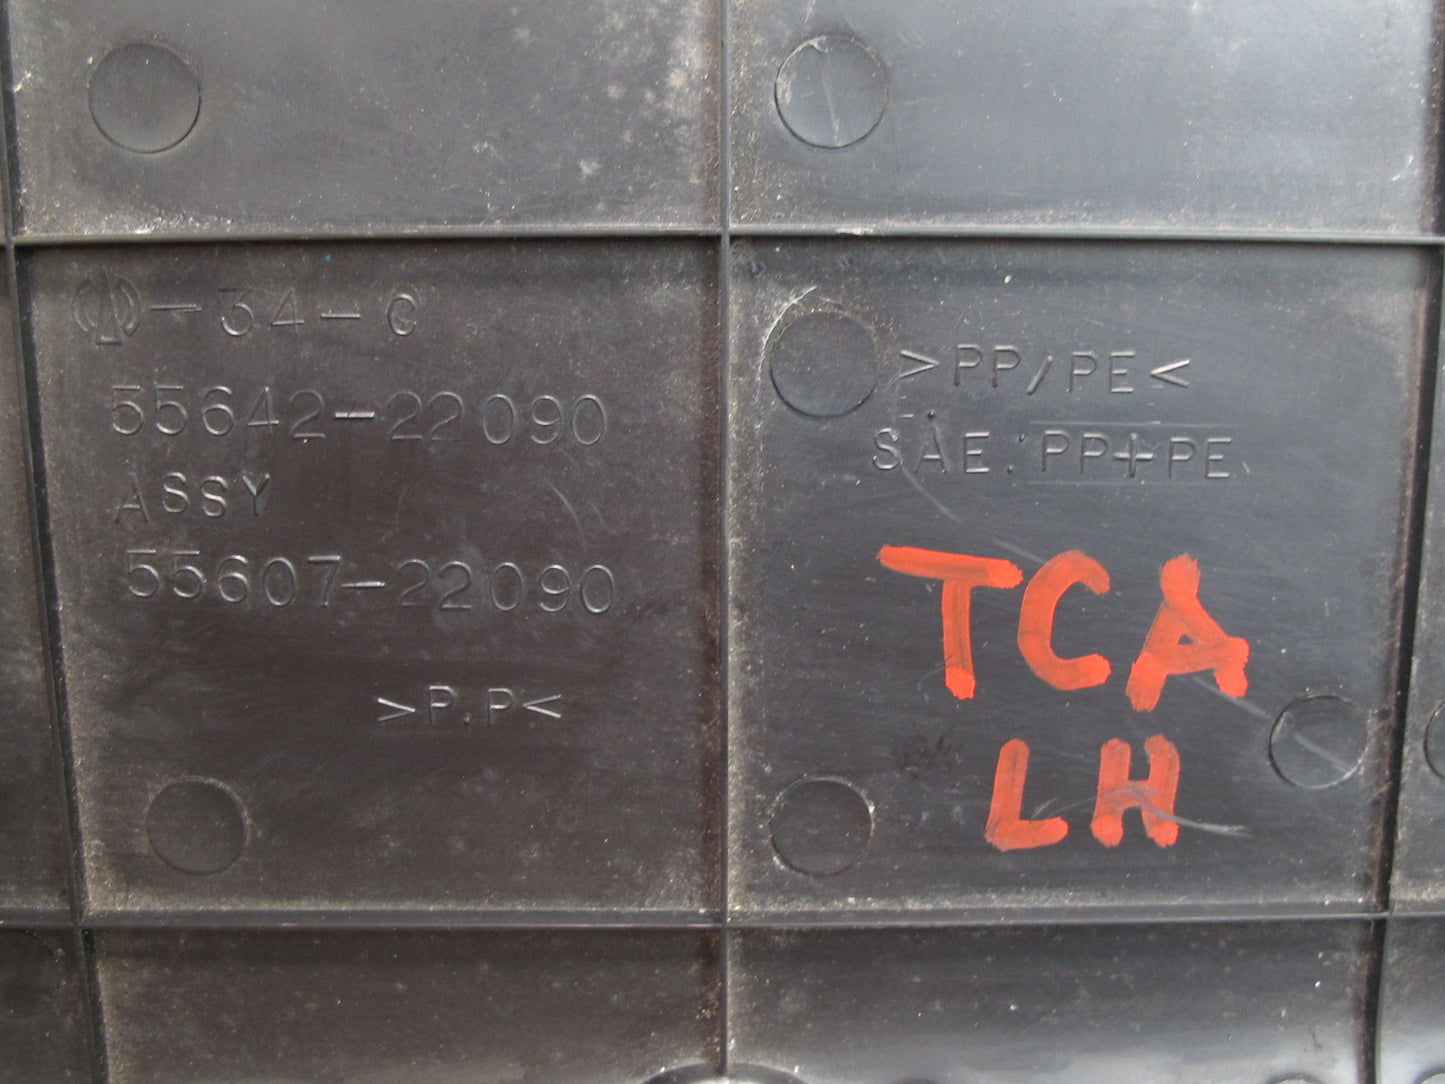 -34-C
55642-22090
ASSY
55607-22090
>P.P<
>PP/PE<
SAE:PP+PE
TCA
LH